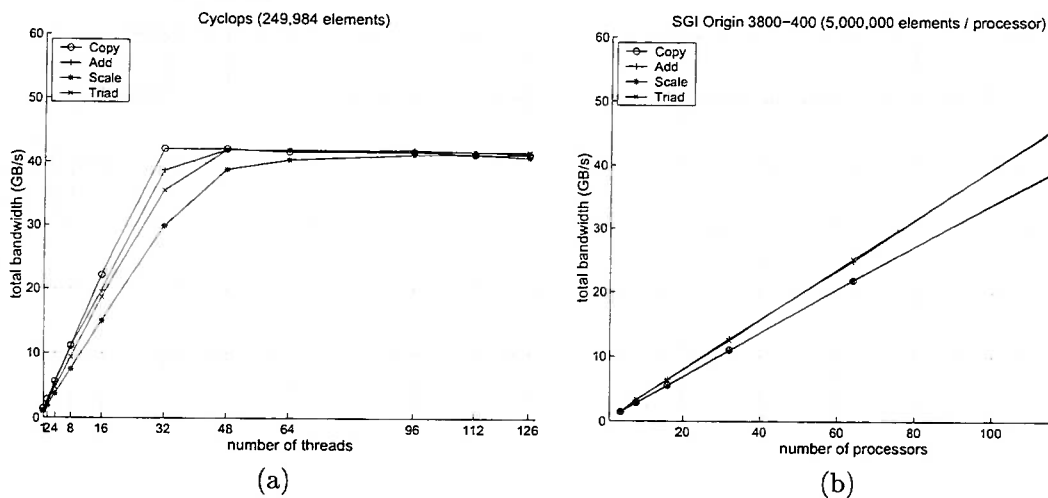 Cyclops (249,984 elements)
60
50
40
30
20
10
0
total bandwidth (GB/s)
Copy
Add
Scale
Triad
124 8 16 32 48 64 96 112 126
number of threads
(a)
SGI Origin 3800-400 (5,000,000 elements / processor)
60
50
40
30
20
10
0
total bandwidth (GB/s)
Copy
Add
Scale
Triad
20 40 60 80 100
number of processors
(b)